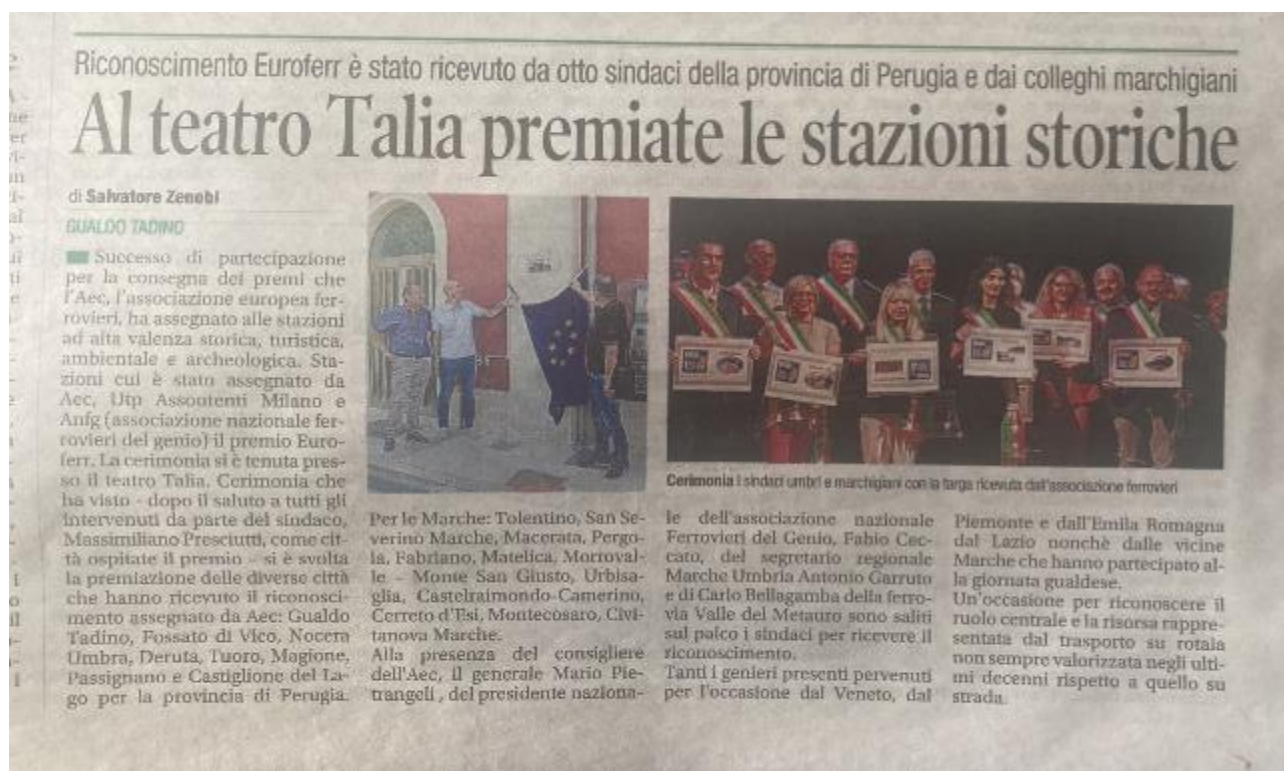 Riconoscimento Euroferr è stato ricevuto da otto sindaci della provincia di Perugia e dai colleghi marchigiani
Al teatro Talia premiate le stazioni storiche
di Salvatore Zenobi
GUALDO TADINO
Successo di partecipazione
per la consegna dei premi che
l'Aec, l'associazione europea fer-
rovieri, ha assegnato alle stazioni
ad alta valenza storica, turistica,
ambientale e archeologica. Sta-
zioni cui è stato assegnato da
Aec, Utp Assoutenti Milano e
Anfg (associazione nazionale fer-
rovieri del genio) il premio Euro-
ferr. La cerimonia si è tenuta pres-
so il teatro Talia. Cerimonia che
ha visto - dopo il saluto a tutti gli
intervenuti da parte del sindaco,
Massimiliano Presciutti, come cit-
tà ospitate il premio - si è svolta
la premiazione delle diverse città
che hanno ricevuto il riconosci-
mento assegnato da Aec: Gualdo
Tadino, Fossato di Vico, Nocera
Umbra, Deruta, Tuoro, Magione,
Passignano e Castiglione del La-
go per la provincia di Perugia.
Per le Marche: Tolentino, San Se-
verino Marche, Macerata, Pergo-
la, Fabriano, Matelica, Morroval-
le - Monte San Giusto, Urbisa-
glia, Castelraimondo-Camerino,
Cerreto d'Esi, Montecosaro, Civi-
tanova Marche.
Alla presenza del consigliere
dell'Aec, il generale Mario Pie-
trangeli, del presidente naziona-
Cerimonia I sindaci umbri e marchigiani con la targa ricevuta dall'associazione ferrovieri
le dell'associazione nazionale
Ferrovieri del Genio, Fabio Cec-
cato, del segretario regionale
Marche Umbria Antonio Garruto
e di Carlo Bellagamba della ferro-
via Valle del Metauro sono saliti
sul palco i sindaci per ricevere il
riconoscimento.
Tanti i genieri presenti pervenuti
per l'occasione dal Veneto, dal
Piemonte e dall'Emila Romagna
dal Lazio nonchè dalle vicine
Marche che hanno partecipato al-
la giornata gualdese.
Un'occasione per riconoscere il
ruolo centrale e la risorsa rappre-
sentata dal trasporto su rotaia
non sempre valorizzata negli ulti-
mi decenni rispetto a quello su
strada.